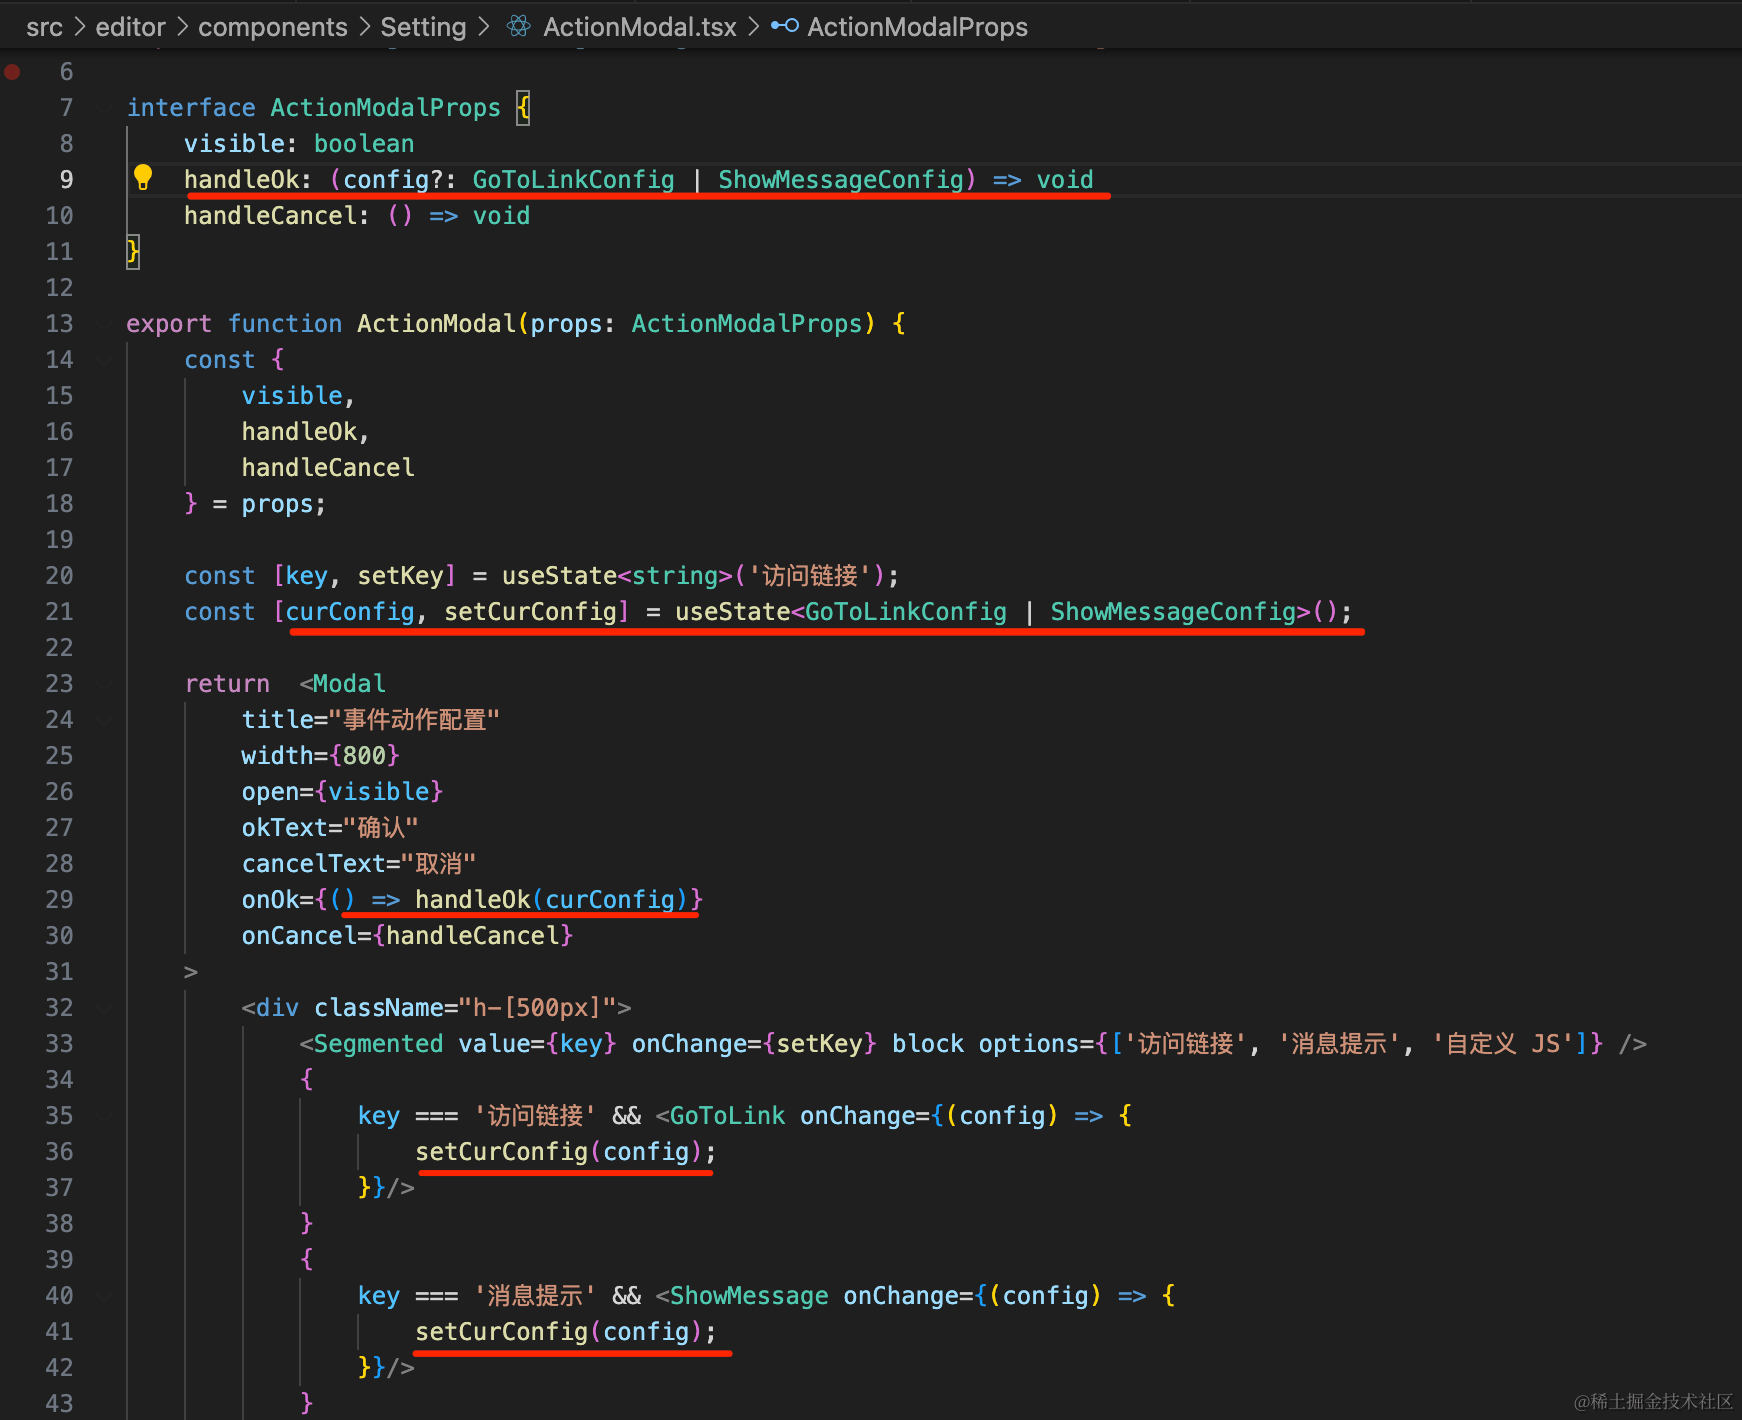 src > editor > components > Setting > ActionModal.tsx > ActionModalProps
6
7 interface ActionModalProps {
8     visible: boolean
9     handleOk: (config?: GoToLinkConfig | ShowMessageConfig) => void
10     handleCancel: () => void
11 }
12
13 export function ActionModal(props: ActionModalProps) {
14     const {
15         visible,
16         handleOk,
17         handleCancel
18     } = props;
19
20     const [key, setKey] = useState<string>('访问链接');
21     const [curConfig, setCurConfig] = useState<GoToLinkConfig | ShowMessageConfig>();
22
23     return  <Modal
24         title="事件动作配置"
25         width={800}
26         open={visible}
27         okText="确认"
28         cancelText="取消"
29         onOk={() => handleOk(curConfig)}
30         onCancel={handleCancel}
31     >
32         <div className="h-[500px]">
33             <Segmented value={key} onChange={setKey} block options={['访问链接', '消息提示', '自定义 JS']} />
34             {
35                 key === '访问链接' && <GoToLink onChange={(config) => {
36                     setCurConfig(config);
37                 }}/>
38             }
39             {
40                 key === '消息提示' && <ShowMessage onChange={(config) => {
41                     setCurConfig(config);
42                 }}/>
43             }
@稀土掘金技术社区